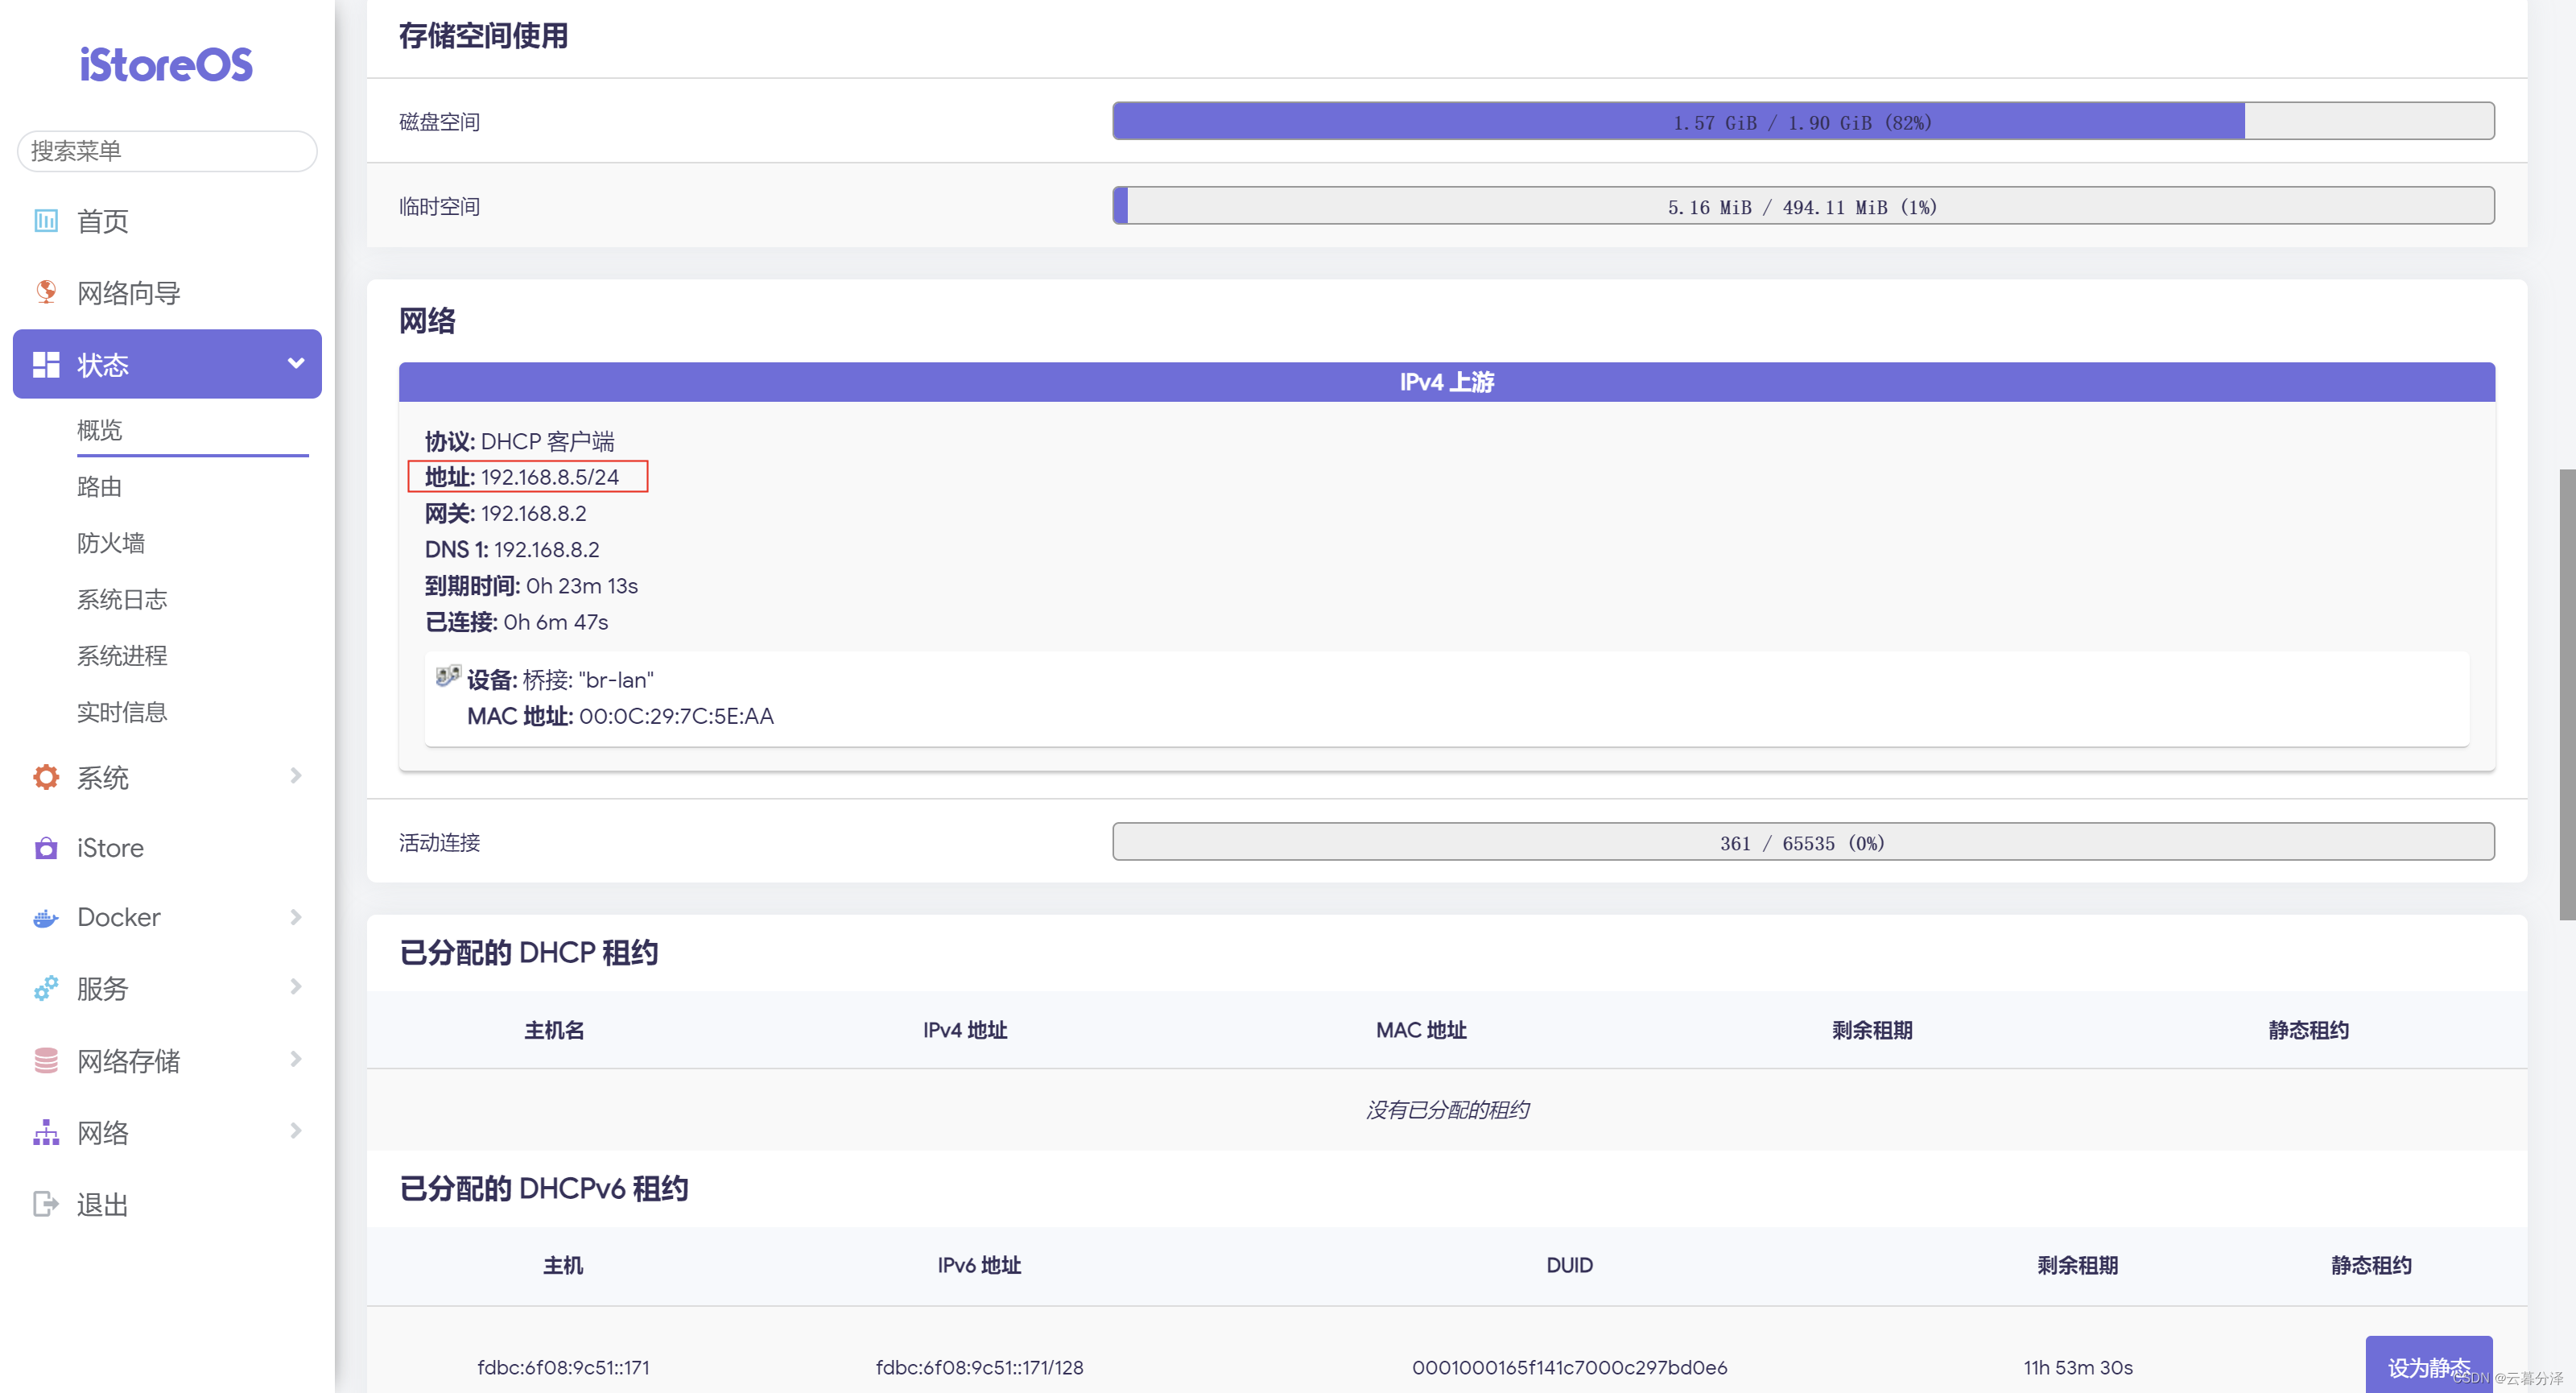 iStoreOS
搜索菜单
首页
网络向导
状态
概览
路由
防火墙
系统日志
系统进程
实时信息
系统
iStore
Docker
服务
网络存储
网络
退出
存储空间使用
磁盘空间
1.57 GiB / 1.90 GiB (82%)
临时空间
5.16 MiB / 494.11 MiB (1%)
网络
IPv4 上游
协议: DHCP 客户端
地址: 192.168.8.5/24
网关: 192.168.8.2
DNS 1: 192.168.8.2
到期时间: 0h 23m 13s
已连接: 0h 6m 47s
设备: 桥接: "br-lan"
MAC 地址: 00:0C:29:7C:5E:AA
活动连接
361 / 65535 (0%)
已分配的 DHCP 租约
主机名 IPv4 地址 MAC 地址 剩余租期 静态租约
没有已分配的租约
已分配的 DHCPv6 租约
主机 IPv6 地址 DUID 剩余租期 静态租约
fdbc:6f08:9c51::171 fdbc:6f08:9c51::171/128 0001000165f141c7000c297bd0e6 11h 53m 30s 设为静态
CSDN @云暮分泽